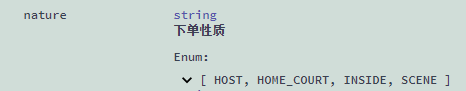 nature string
下单性质
Enum:
[ HOST, HOME_COURT, INSIDE, SCENE ]